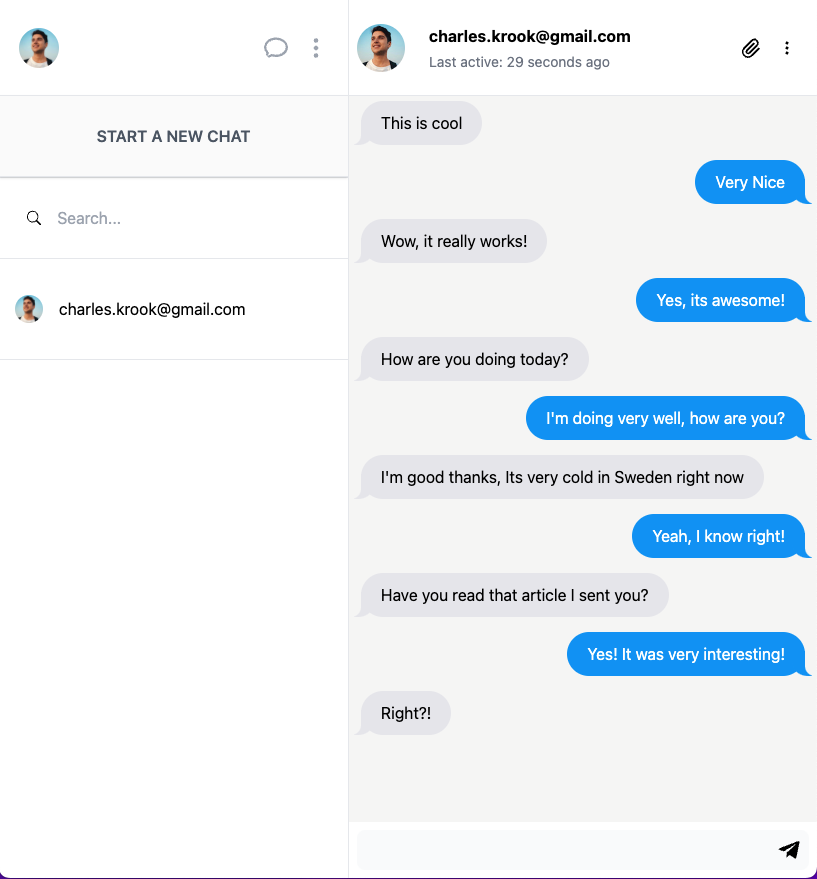 START A NEW CHAT
Search...
charles.krook@gmail.com
charles.krook@gmail.com
Last active: 29 seconds ago
This is cool
Very Nice
Wow, it really works!
Yes, its awesome!
How are you doing today?
I'm doing very well, how are you?
I'm good thanks, Its very cold in Sweden right now
Yeah, I know right!
Have you read that article I sent you?
Yes! It was very interesting!
Right?!